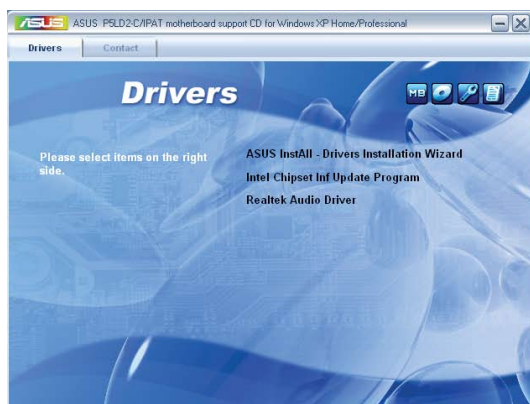 ASUS ASUS P5LD2-C/IPAT motherboard support CD for Windows XP Home/Professional
Drivers Contact
Drivers
MB
Please select items on the right
side.
ASUS InstAll - Drivers Installation Wizard
Intel Chipset Inf Update Program
Realtek Audio Driver